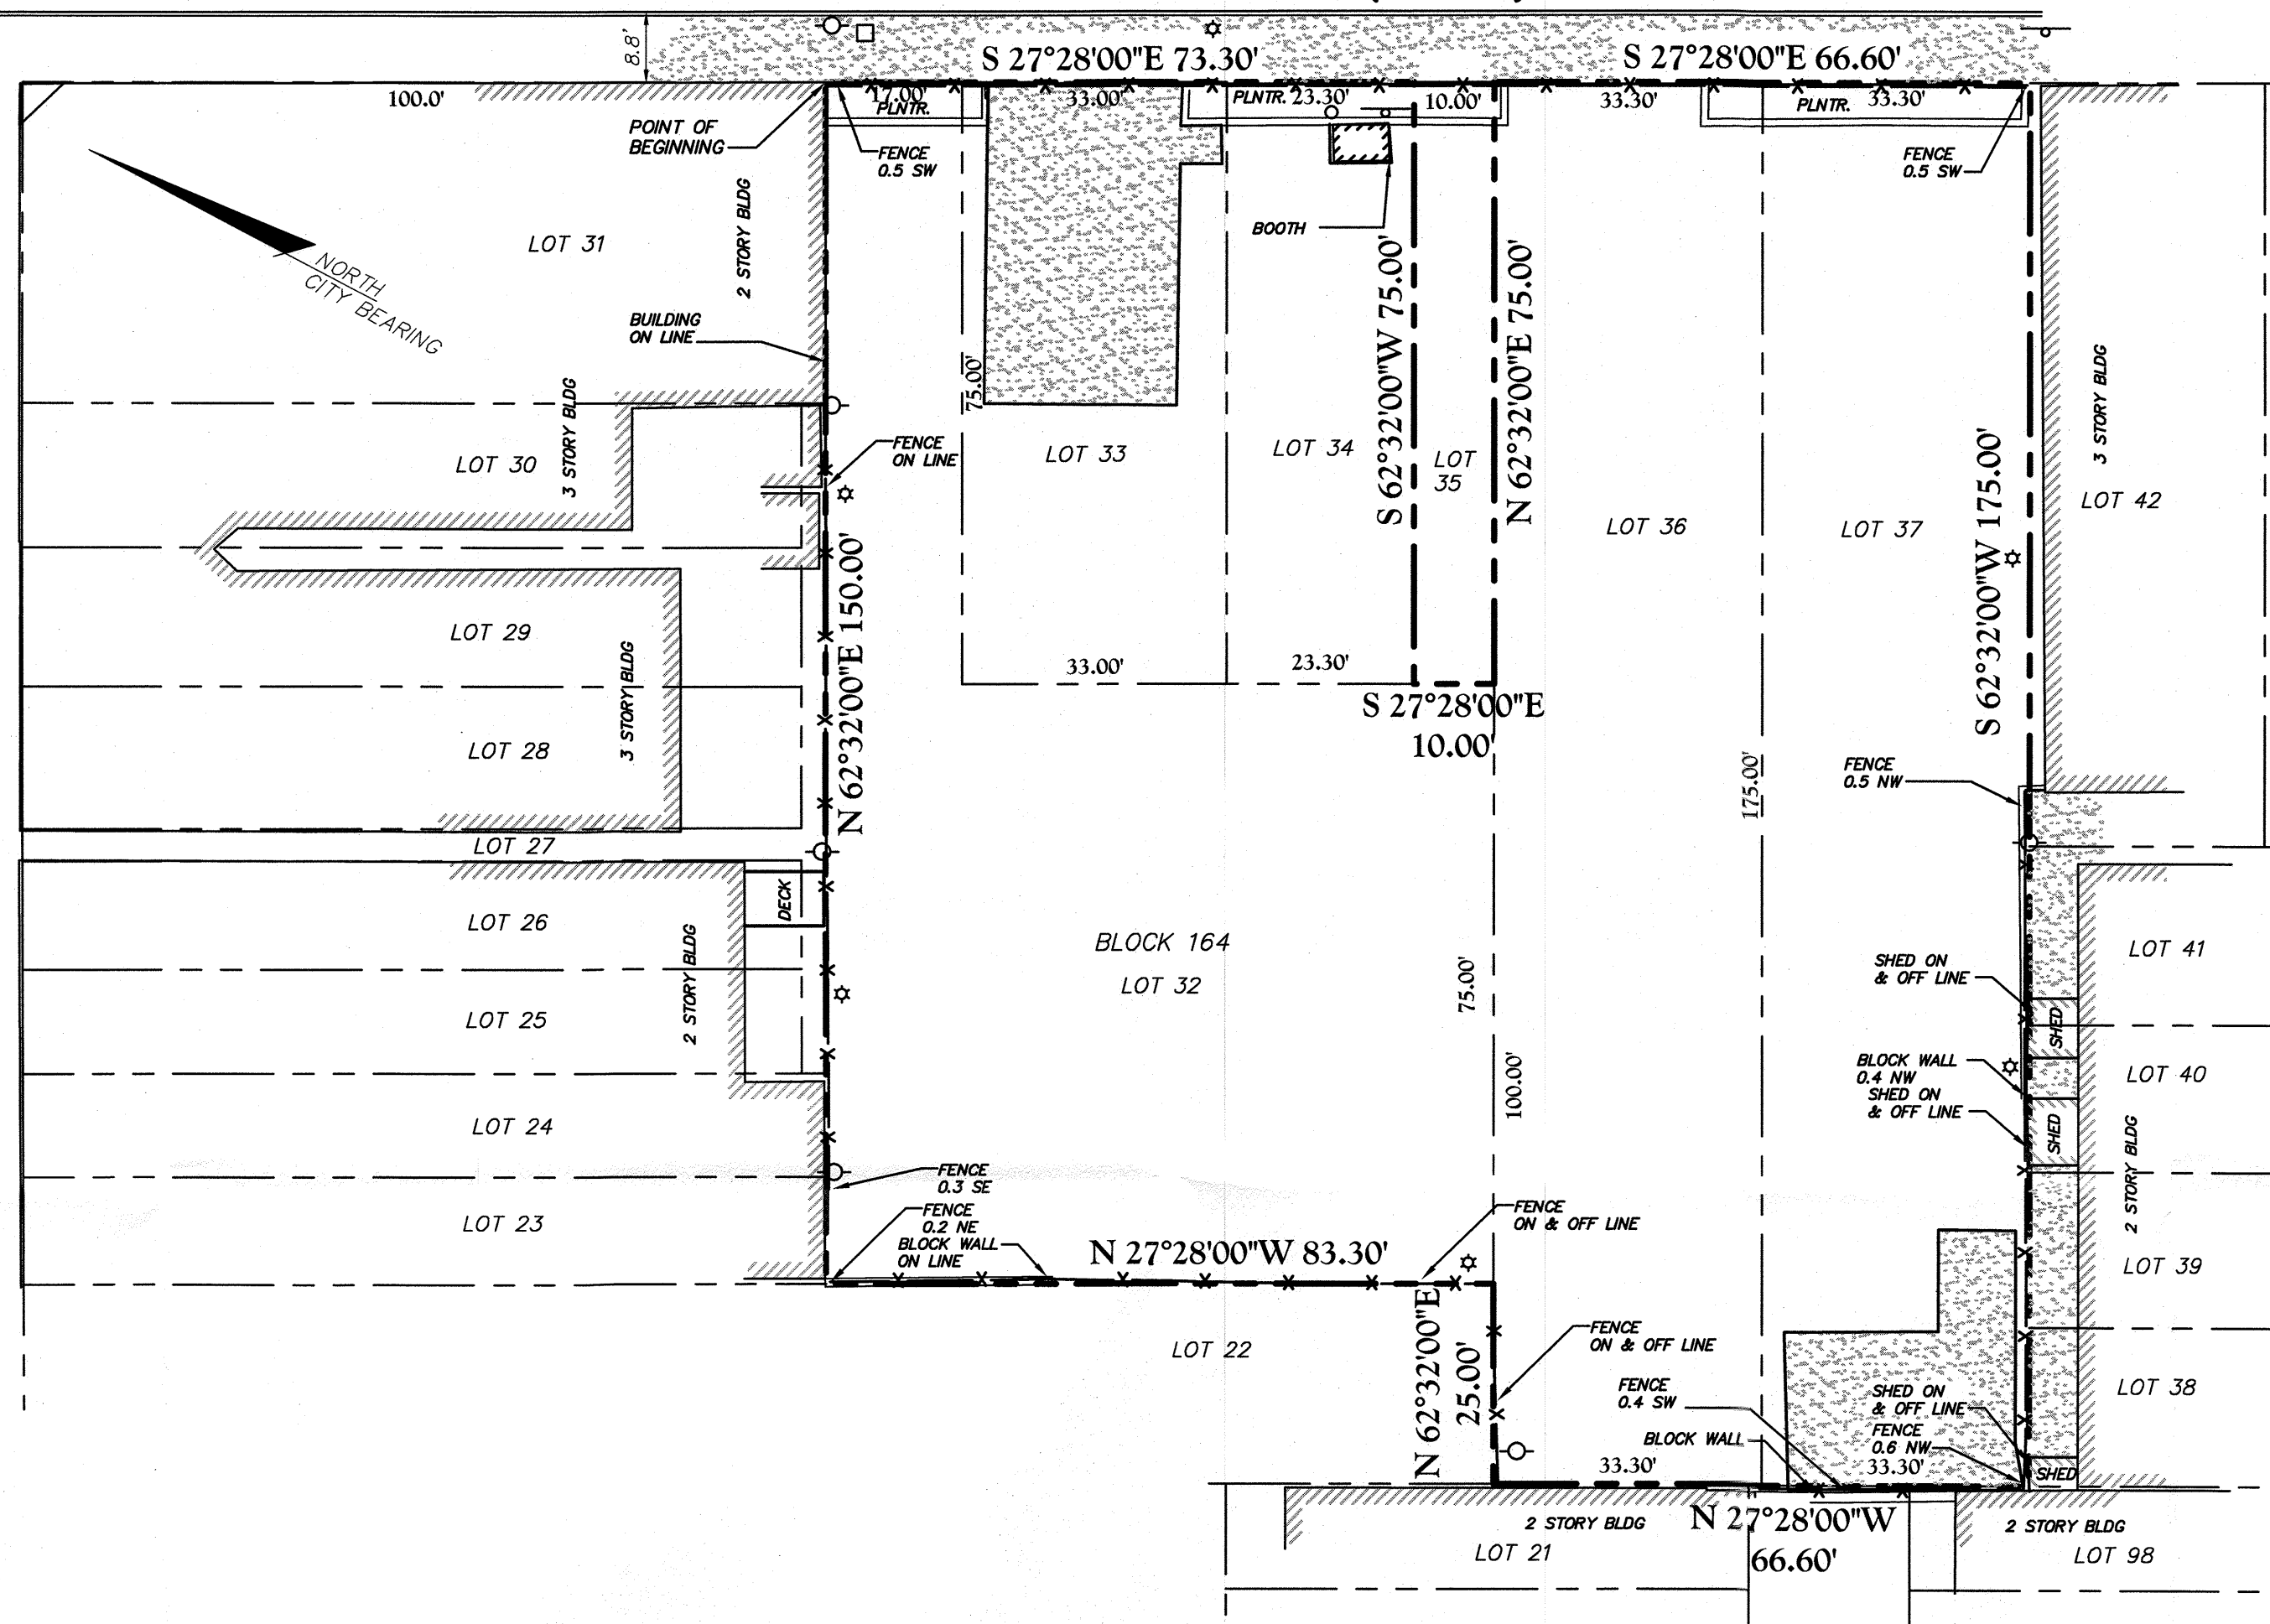 8.8'
S 27°28'00"E 73.30'
S 27°28'00"E 66.60'
100.0'
17.00'
PLNTR.
33.00'
PLNTR. 23.30'
10.00'
33.30'
PLNTR.
33.30'
POINT OF
BEGINNING
FENCE
0.5 SW
FENCE
0.5 SW
2 STORY BLDG
LOT 31
BOOTH
NORTH
CITY BEARING
BUILDING
ON LINE
S 62°32'00"W 75.00'
N 62°32'00"E 75.00'
3 STORY BLDG
75.00'
3 STORY BLDG
LOT 30
FENCE
ON LINE
LOT 33
LOT 34
LOT
35
LOT 36
LOT 37
S 62°32'00"W 175.00'
LOT 42
N 62°32'00"E 150.00'
LOT 29
3 STORY BLDG
33.00'
23.30'
S 27°28'00"E
10.00'
LOT 28
175.00'
FENCE
0.5 NW
LOT 27
DECK
LOT 26
2 STORY BLDG
BLOCK 164
LOT 32
75.00'
LOT 41
SHED ON
& OFF LINE
SHED
LOT 25
100.00'
BLOCK WALL
0.4 NW
SHED ON
& OFF LINE
LOT 40
SHED
LOT 24
2 STORY BLDG
FENCE
0.3 SE
LOT 23
FENCE
0.2 NE
BLOCK WALL
ON LINE
N 27°28'00"W 83.30'
FENCE
ON & OFF LINE
LOT 39
N 62°32'00"E
25.00'
LOT 22
FENCE
ON & OFF LINE
FENCE
0.4 SW
BLOCK WALL
SHED ON
& OFF LINE
FENCE
0.6 NW
LOT 38
33.30'
33.30'
SHED
2 STORY BLDG
N 27°28'00"W
66.60'
2 STORY BLDG
LOT 21
LOT 98